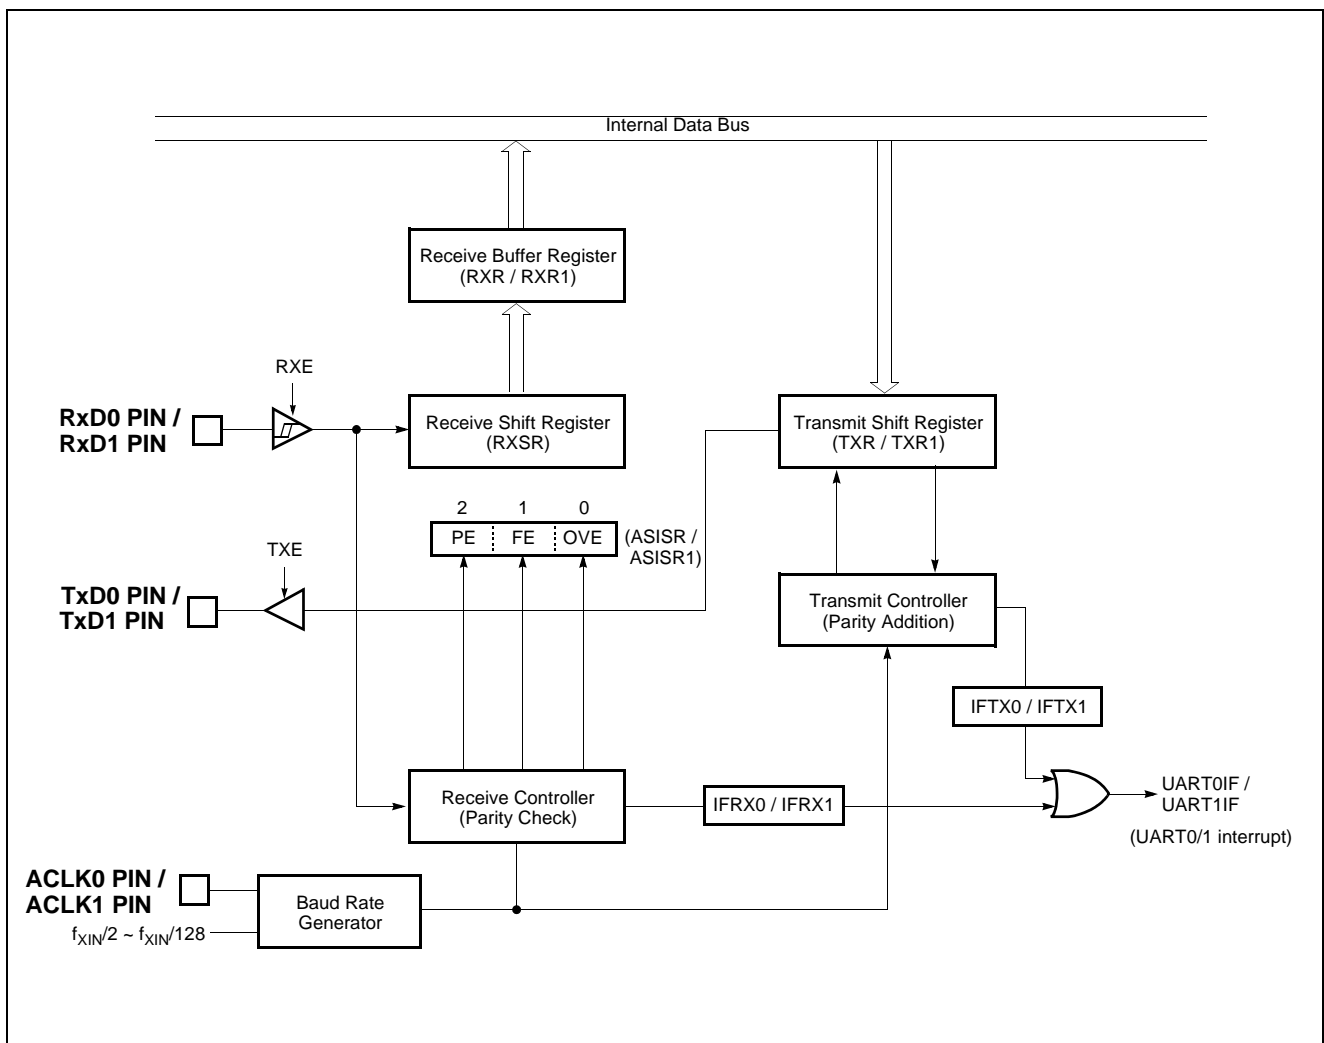 Internal Data Bus
Receive Buffer Register
(RXR / RXR1)
RXE
RxD0 PIN /
RxD1 PIN
Receive Shift Register
(RXSR)
Transmit Shift Register
(TXR / TXR1)
2 1 0
PE FE OVE
(ASISR /
ASISR1)
TXE
TxD0 PIN /
TxD1 PIN
Transmit Controller
(Parity Addition)
IFTX0 / IFTX1
Receive Controller
(Parity Check)
IFRX0 / IFRX1
UART0IF /
UART1IF
(UART0/1 interrupt)
ACLK0 PIN /
ACLK1 PIN
Baud Rate
Generator
fXIN/2 ~ fXIN/128